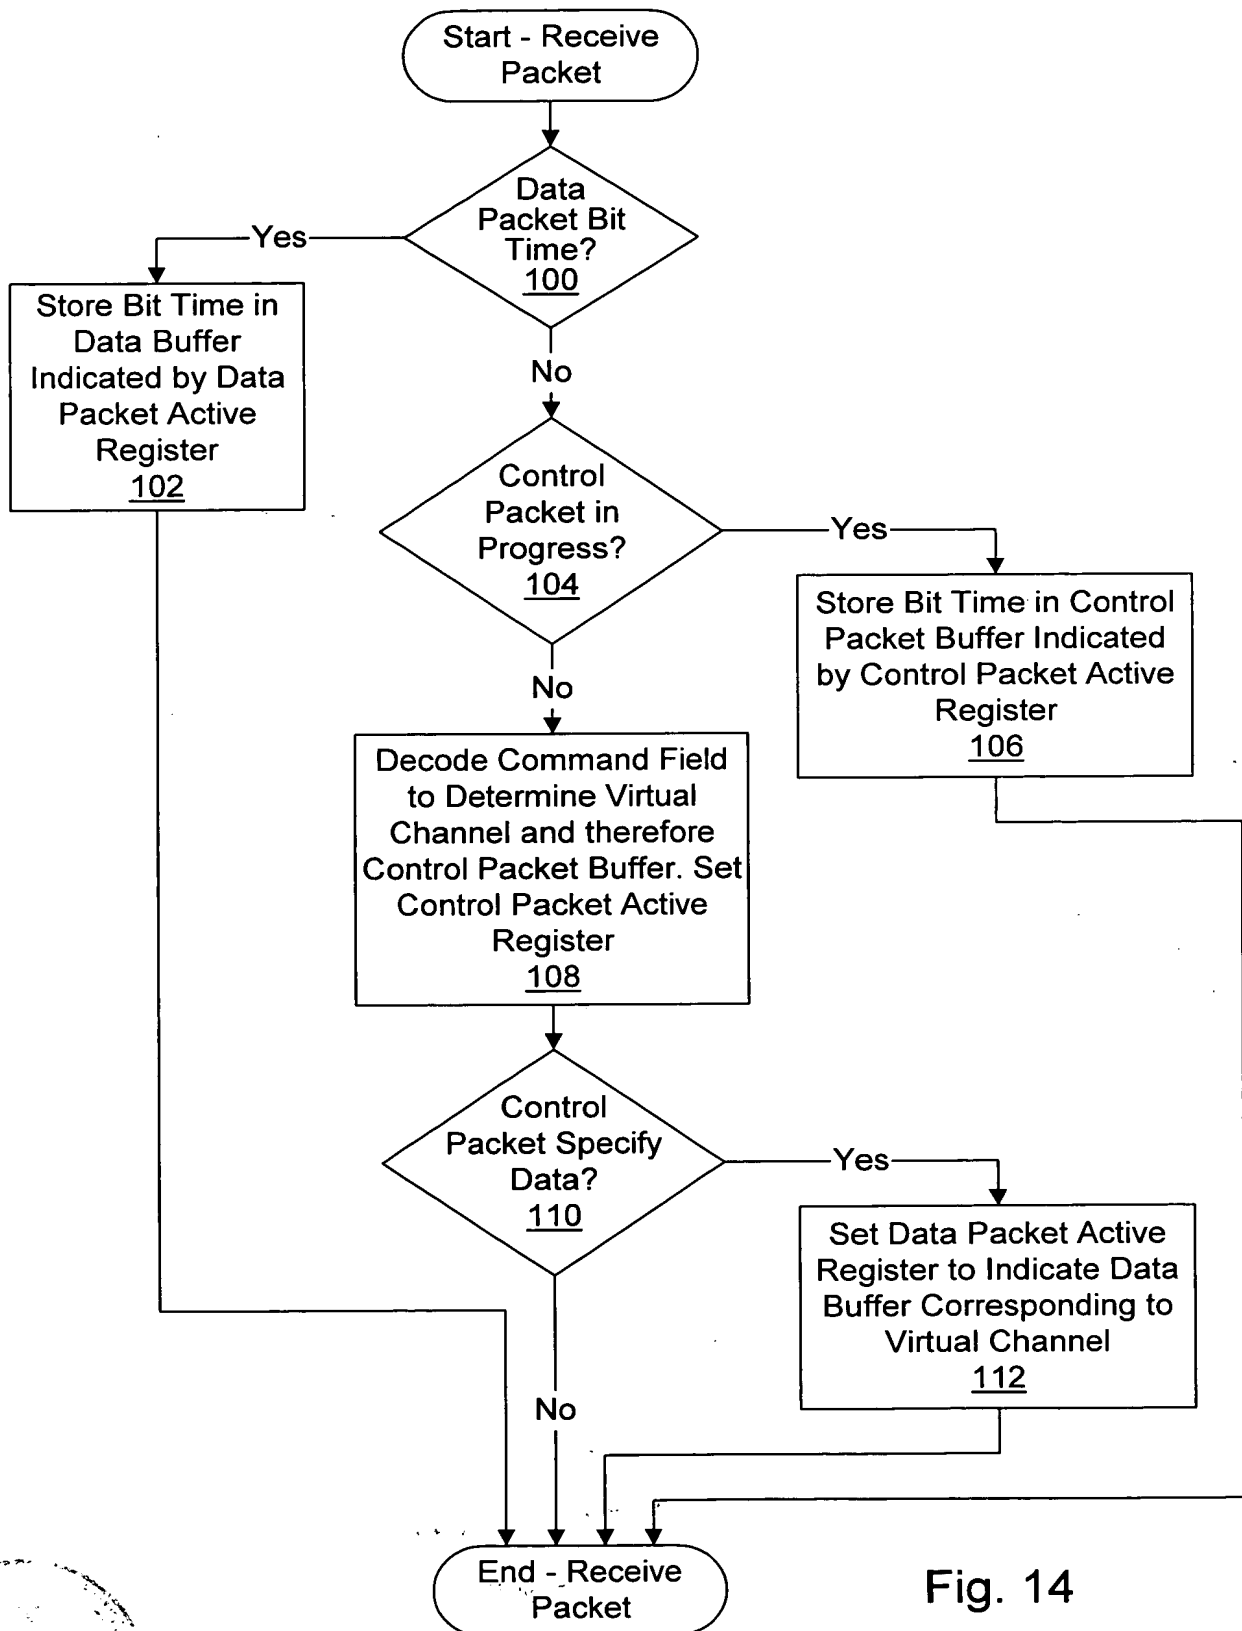 Start - Receive
Packet
Data
Packet Bit
Time?
100
Yes
No
Store Bit Time in
Data Buffer
Indicated by Data
Packet Active
Register
102
Control
Packet in
Progress?
104
Yes
No
Store Bit Time in Control
Packet Buffer Indicated
by Control Packet Active
Register
106
Decode Command Field
to Determine Virtual
Channel and therefore
Control Packet Buffer. Set
Control Packet Active
Register
108
Control
Packet Specify
Data?
110
Yes
No
Set Data Packet Active
Register to Indicate Data
Buffer Corresponding to
Virtual Channel
112
End - Receive
Packet
Fig. 14